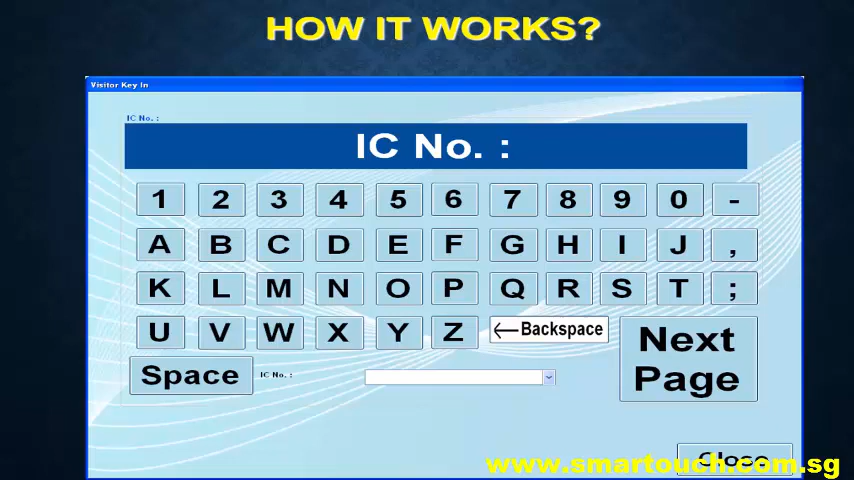 HOW IT WORKS?
Visitor Key In
IC No. :
IC No. :
1 2 3 4 5 6 7 8 9 0 -
A B C D E F G H I J ,
K L M N O P Q R S T ;
U V W X Y Z ←Backspace
Next Page
Space IC No. :
Close
www.smartouch.com.sg